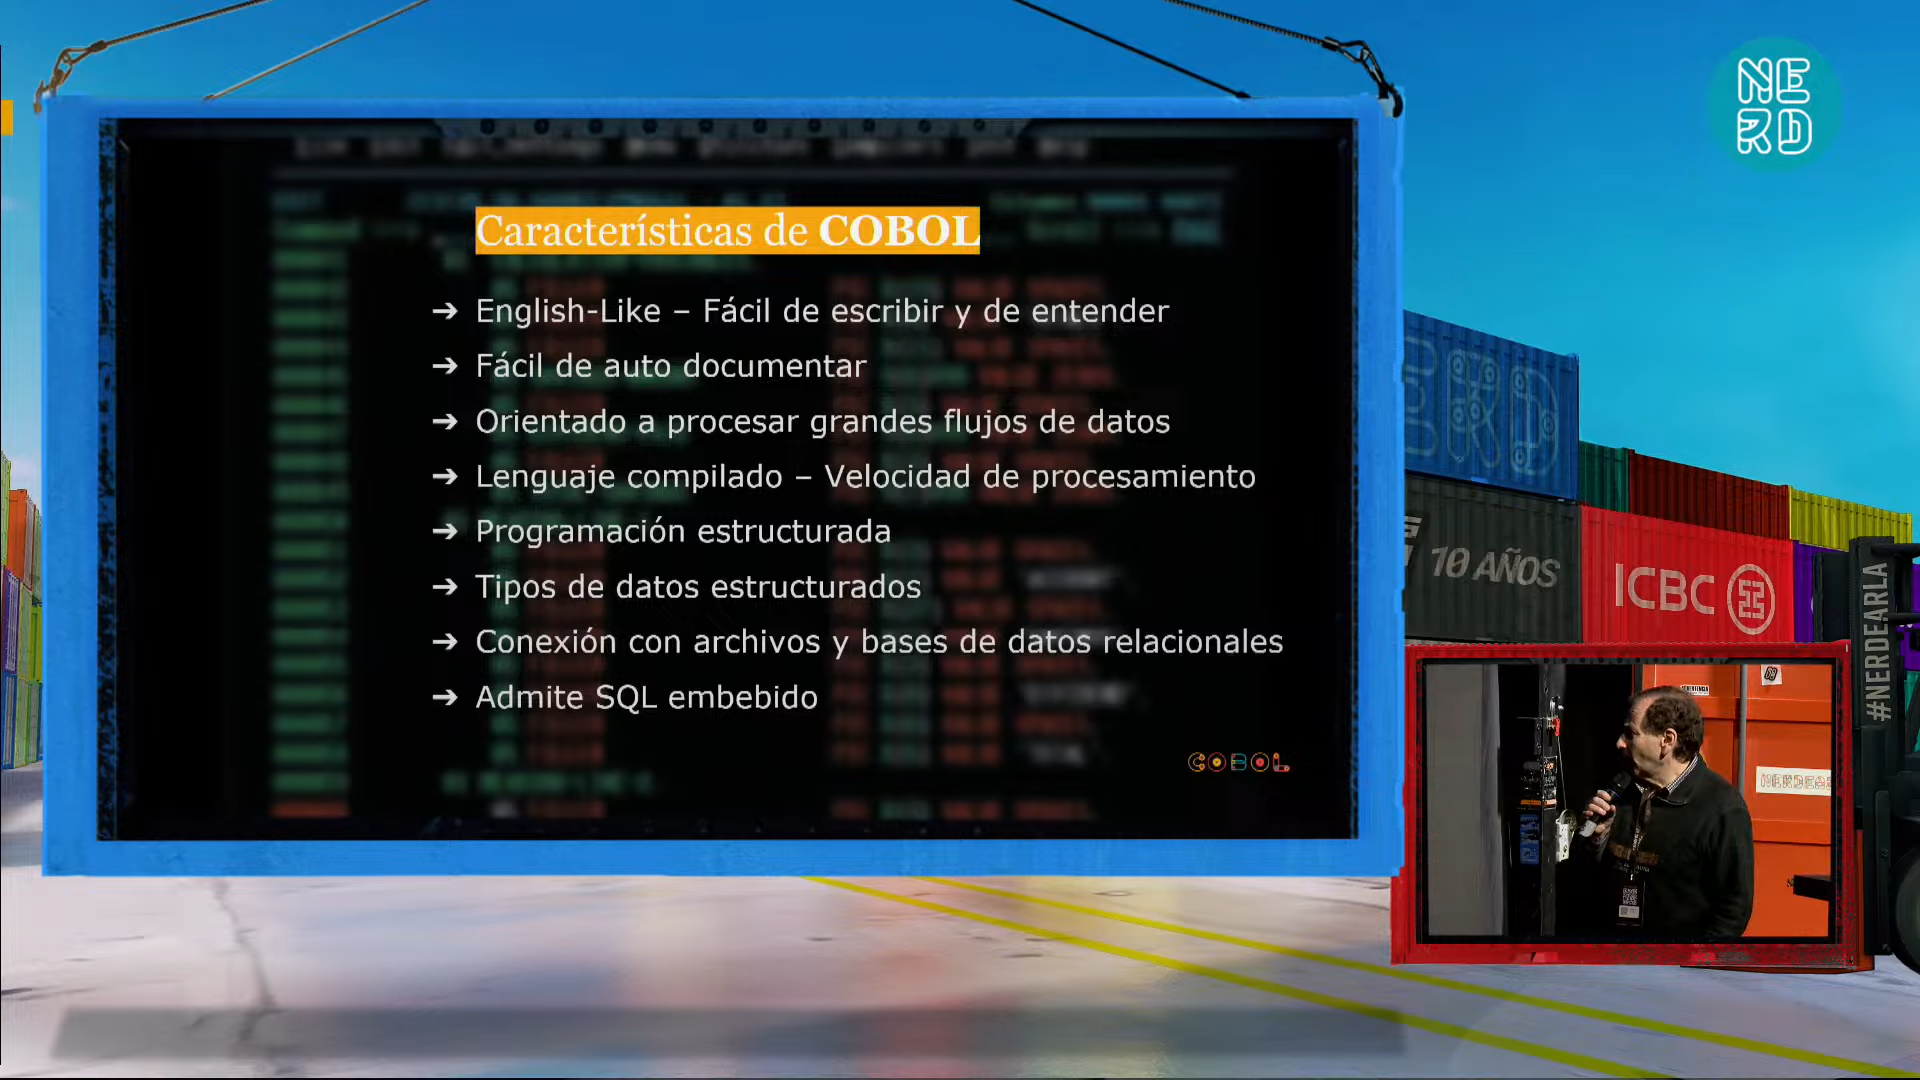 NE
RD
Características de COBOL
➔ English-Like – Fácil de escribir y de entender
➔ Fácil de auto documentar
➔ Orientado a procesar grandes flujos de datos
➔ Lenguaje compilado – Velocidad de procesamiento
➔ Programación estructurada
➔ Tipos de datos estructurados
➔ Conexión con archivos y bases de datos relacionales
➔ Admite SQL embebido
COBOL
10 AÑOS
ICBC
#NERDEARLA